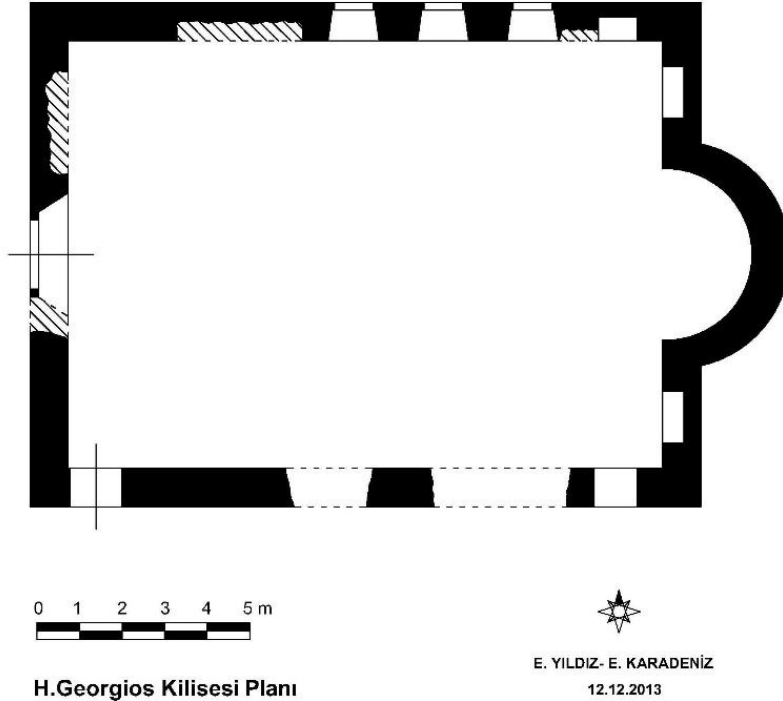 0 1 2 3 4 5 m
H.Georgios Kilisesi Planı
E. YILDIZ- E. KARADENİZ
12.12.2013